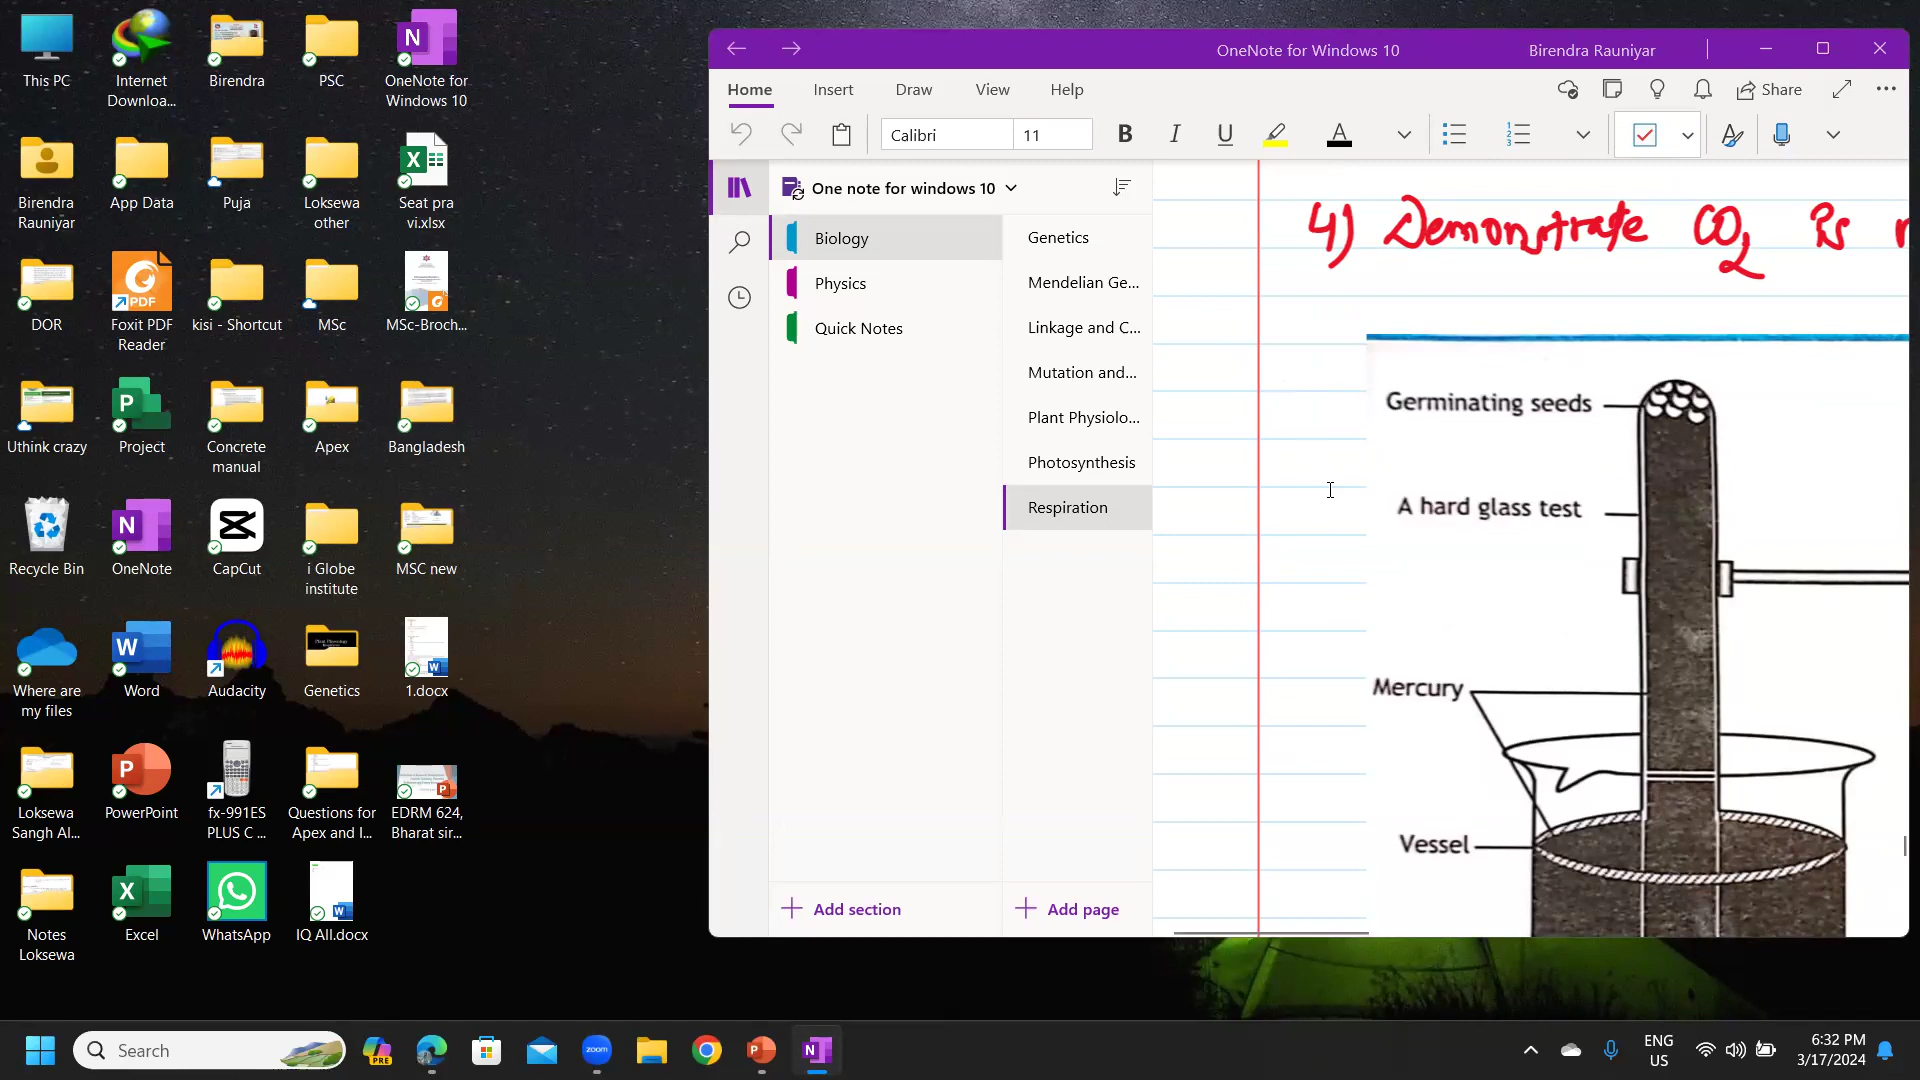 This PC
Internet
Downloa...
Birendra
PSC
OneNote for
Windows 10
Birendra
Rauniyar
App Data
Puja
Loksewa
other
Seat pra
vi.xlsx
DOR
Foxit PDF
Reader
kisi - Shortcut
MSc
MSc-Broch...
Uthink crazy
Project
Concrete
manual
Apex
Bangladesh
Recycle Bin
OneNote
CapCut
i Globe
institute
MSC new
Where are
my files
Word
Audacity
Genetics
1.docx
Loksewa
Sangh Al...
PowerPoint
fx-991ES
PLUS C ...
Questions for
Apex and I...
EDRM 624,
Bharat sir...
Notes
Loksewa
Excel
WhatsApp
IQ All.docx
OneNote for Windows 10
Birendra Rauniyar
Home Insert Draw View Help
Share
Calibri 11
One note for windows 10
Biology
Physics
Quick Notes
Genetics
Mendelian Ge...
Linkage and C...
Mutation and...
Plant Physiolo...
Photosynthesis
Respiration
Add section
Add page
4) Demonstrate CO2 is
Germinating seeds
A hard glass test
Mercury
Vessel
Search
zoom
ENG
US
6:32 PM
3/17/2024